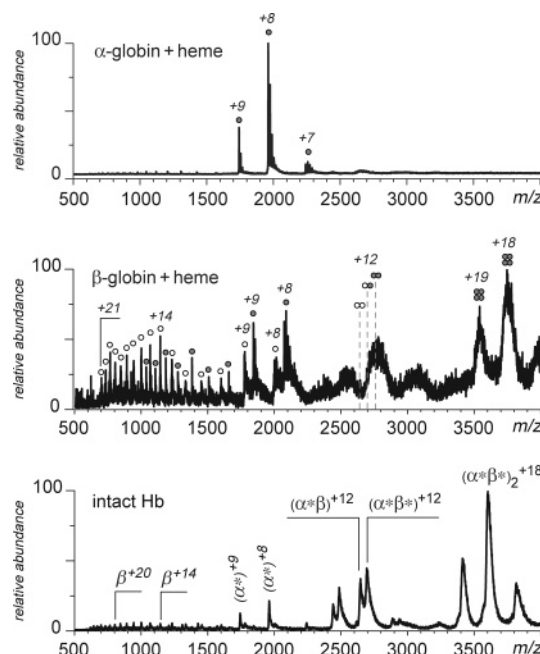 relative abundance
100
0
α-globin + heme
+9
+8
+7
500 1000 1500 2000 2500 3000 3500 m/z
relative abundance
100
0
β-globin + heme
+21
+14
+9
+9
+8
+8
+12
+19
+18
500 1000 1500 2000 2500 3000 3500 m/z
relative abundance
100
0
intact Hb
β+20
β+14
(α*)+9
(α*)+8
(α*β)+12
(α*β*)+12
(α*β*)2+18
500 1000 1500 2000 2500 3000 3500 m/z